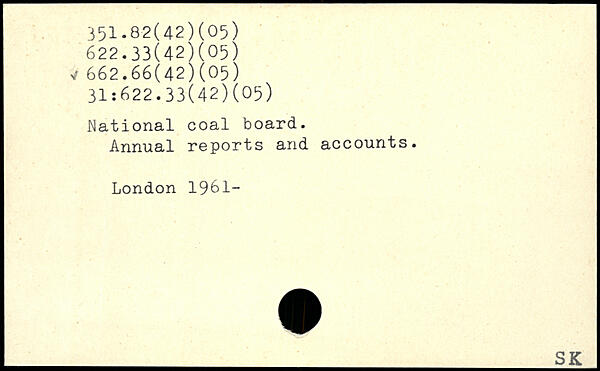 351.82(42)(05)
622.33(42)(05)
✓ 662.66(42)(05)
31:622.33(42)(05)
National coal board.
Annual reports and accounts.
London 1961-
SK